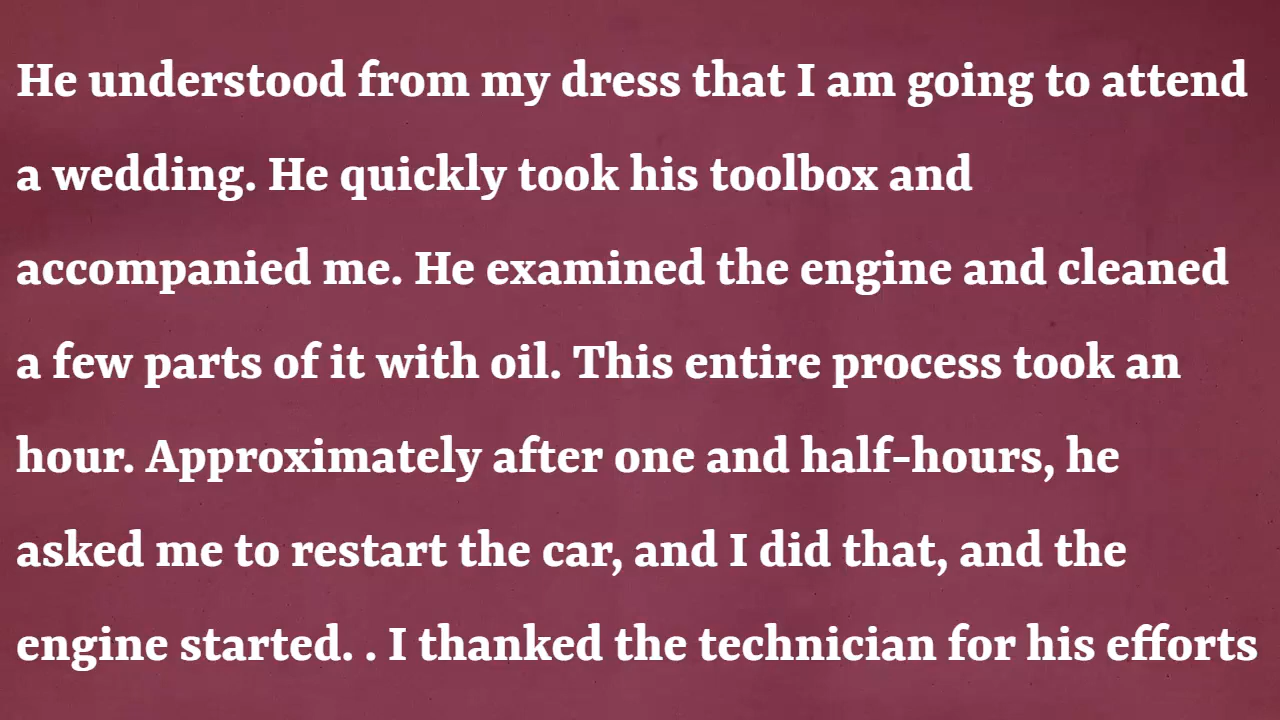 He understood from my dress that I am going to attend
a wedding. He quickly took his toolbox and
accompanied me. He examined the engine and cleaned
a few parts of it with oil. This entire process took an
hour. Approximately after one and half-hours, he
asked me to restart the car, and I did that, and the
engine started. . I thanked the technician for his efforts